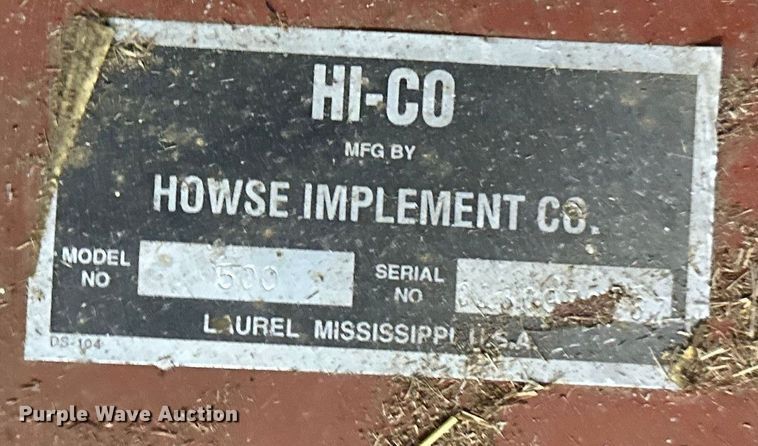 HI-CO
MFG BY
HOWSE IMPLEMENT CO.
MODEL NO 500
SERIAL NO
LAUREL MISSISSIPPI U.S.A
DS-104
Purple Wave Auction